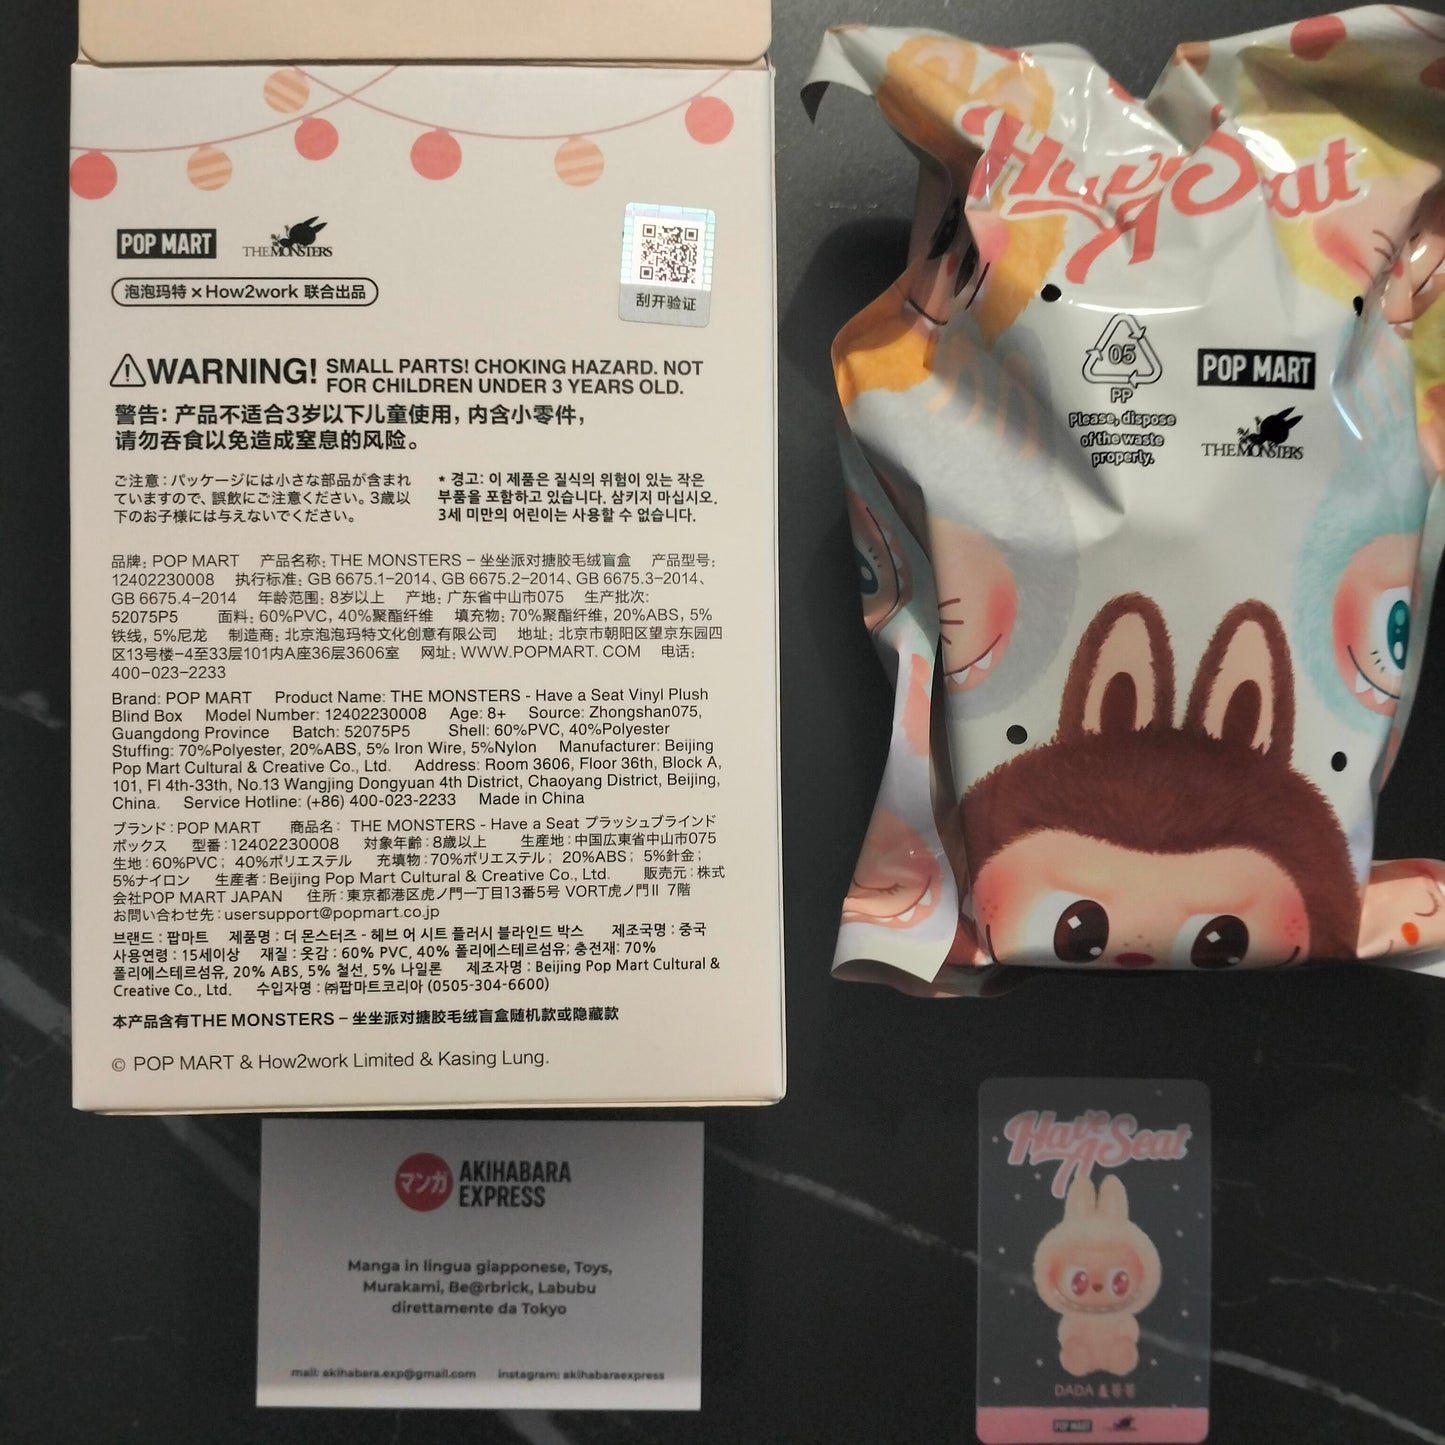 POP MART
THE MONSTERS
泡泡玛特 × How2work 联合出品
刮开验证
WARNING! SMALL PARTS! CHOKING HAZARD. NOT
FOR CHILDREN UNDER 3 YEARS OLD.
警告: 产品不适合3岁以下儿童使用, 内含小零件,
请勿吞食以免造成窒息的风险。
ご注意:パッケージには小さな部品が含まれ
ていますので、誤飲にご注意ください。3歳以
下のお子様には与えないでください。
* 경고: 이 제품은 질식의 위험이 있는 작은
부품을 포함하고 있습니다. 삼키지 마십시오.
3세 미만의 어린이는 사용할 수 없습니다.
品牌: POP MART 产品名称: THE MONSTERS – 坐坐派对搪胶毛绒盲盒 产品型号:
12402230008 执行标准: GB 6675.1–2014、GB 6675.2–2014、GB 6675.3–2014、
GB 6675.4–2014 年龄范围: 8岁以上 产地: 广东省中山市075 生产批次:
52075P5 面料: 60%PVC, 40%聚酯纤维 填充物: 70%聚酯纤维, 20%ABS, 5%
铁线, 5%尼龙 制造商: 北京泡泡玛特文化创意有限公司 地址: 北京市朝阳区望京东园四
区13号楼-4至33层101内A座36层3606室 网址: WWW.POPMART. COM 电话:
400–023–2233
Brand: POP MART Product Name: THE MONSTERS - Have a Seat Vinyl Plush
Blind Box Model Number: 12402230008 Age: 8+ Source: Zhongshan075,
Guangdong Province Batch: 52075P5 Shell: 60%PVC, 40%Polyester
Stuffing: 70%Polyester, 20%ABS, 5% Iron Wire, 5%Nylon Manufacturer: Beijing
Pop Mart Cultural & Creative Co., Ltd. Address: Room 3606, Floor 36th, Block A,
101, Fl 4th-33th, No.13 Wangjing Dongyuan 4th District, Chaoyang District, Beijing,
China. Service Hotline: (+86) 400-023-2233 Made in China
ブランド:POP MART 商品名: THE MONSTERS - Have a Seat プラッシュブラインド
ボックス 型番:12402230008 対象年齢:8歳以上 生産地:中国広東省中山市075
生地:60%PVC; 40%ポリエステル 充填物:70%ポリエステル; 20%ABS; 5%針金;
5%ナイロン 生産者:Beijing Pop Mart Cultural & Creative Co., Ltd. 販売元:株式
会社POP MART JAPAN 住所:東京都港区虎ノ門一丁目13番5号 VORT虎ノ門Ⅱ 7階
お問い合わせ先:usersupport@popmart.co.jp
브랜드 : 팝마트 제품명 : 더 몬스터즈 - 헤브 어 시트 플러시 블라인드 박스 제조국명 : 중국
사용연령 : 15세이상 재질 : 옷감 : 60% PVC, 40% 폴리에스테르섬유; 충전재: 70%
폴리에스테르섬유, 20% ABS, 5% 철선, 5% 나일론 제조자명 : Beijing Pop Mart Cultural &
Creative Co., Ltd. 수입자명 : ㈜팝마트코리아 (0505-304-6600)
本产品含有THE MONSTERS – 坐坐派对搪胶毛绒盲盒随机款或隐藏款
© POP MART & How2work Limited & Kasing Lung.
Have A Seat
05
PP
Please, dispose
of the waste
properly.
POP MART
THE MONSTERS
マンガ AKIHABARA
EXPRESS
Manga in lingua giapponese, Toys,
Murakami, Be@rbrick, Labubu
direttamente da Tokyo
mail: akihabara.exp@gmail.com instagram: akihabaraexpress
Have A Seat
DADA
POP MART